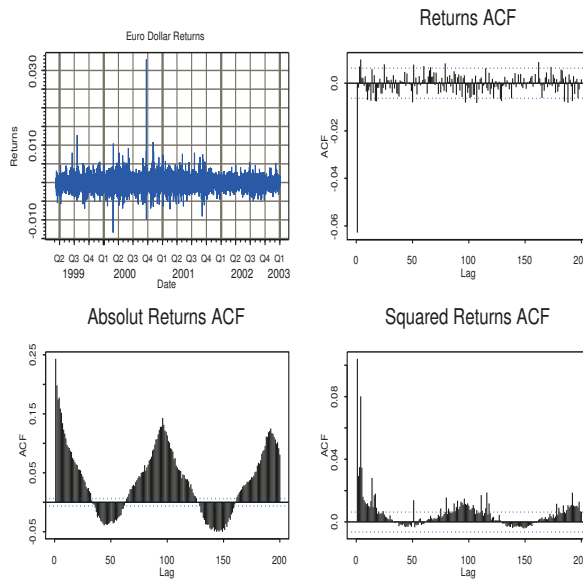 Euro Dollar Returns
Returns
0.030
0.010
-0.010
Q2 Q3 Q4 Q1 Q2 Q3 Q4 Q1 Q2 Q3 Q4 Q1 Q2 Q3 Q4 Q1
1999 2000 2001 2002 2003
Date
Returns ACF
ACF
0.0
-0.02
-0.04
-0.06
0 50 100 150 200
Lag
Absolut Returns ACF
ACF
0.25
0.15
0.05
-0.05
0 50 100 150 200
Lag
Squared Returns ACF
ACF
0.08
0.04
0.0
0 50 100 150 200
Lag